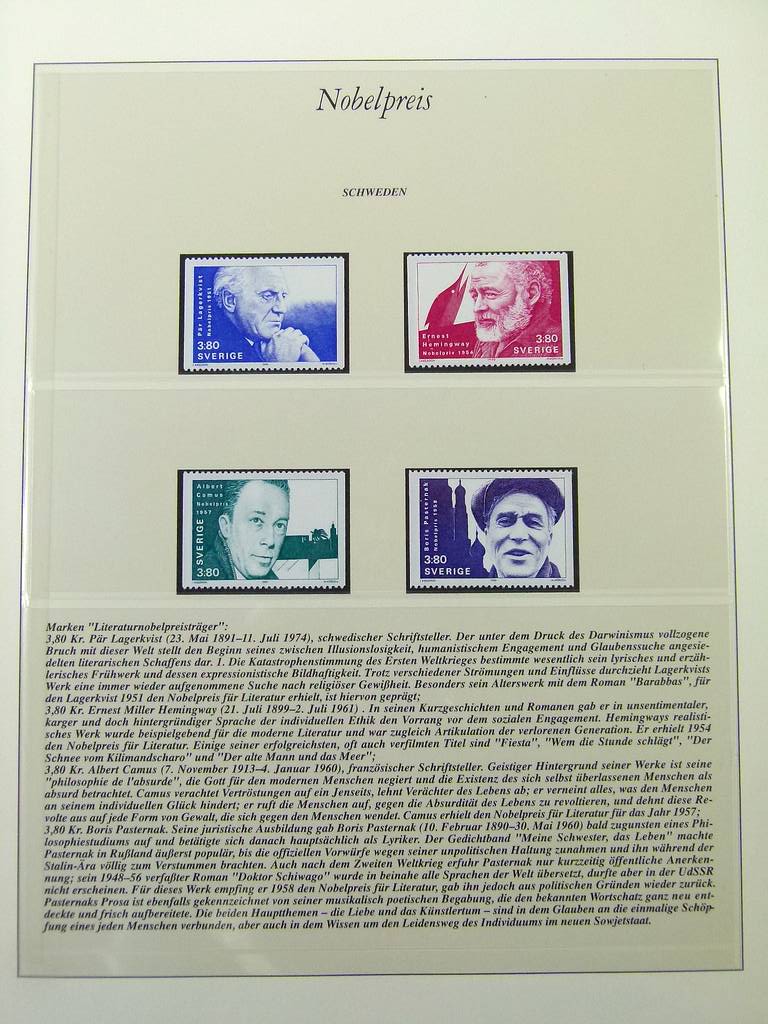 Nobelpreis
SCHWEDEN
Pär Lagerkvist
Nobelpris 1951
3:80
SVERIGE
Ernest
Hemingway
Nobelpris 1954
3:80
SVERIGE
Albert
Camus
Nobelpris
1957
SVERIGE
3:80
Boris Pasternak
Nobelpris 1958
3:80
SVERIGE
Marken "Literaturnobelpreisträger":
3,80 Kr. Pär Lagerkvist (23. Mai 1891–11. Juli 1974), schwedischer Schriftsteller. Der unter dem Druck des Darwinismus vollzogene
Bruch mit dieser Welt stellt den Beginn seines zwischen Illusionslosigkeit, humanistischem Engagement und Glaubenssuche angesie-
delten literarischen Schaffens dar. 1. Die Katastrophenstimmung des Ersten Weltkrieges bestimmte wesentlich sein lyrisches und erzäh-
lerisches Frühwerk und dessen expressionistische Bildhaftigkeit. Trotz verschiedener Strömungen und Einflüsse durchzieht Lagerkvists
Werk eine immer wieder aufgenommene Suche nach religiöser Gewißheit. Besonders sein Alterswerk mit dem Roman "Barabbas", für
den Lagerkvist 1951 den Nobelpreis für Literatur erhielt, ist hiervon geprägt;
3,80 Kr. Ernest Miller Hemingway (21. Juli 1899–2. Juli 1961) . In seinen Kurzgeschichten und Romanen gab er in unsentimentaler,
karger und doch hintergründiger Sprache der individuellen Ethik den Vorrang vor dem sozialen Engagement. Hemingways realisti-
sches Werk wurde beispielgebend für die moderne Literatur und war zugleich Artikulation der verlorenen Generation. Er erhielt 1954
den Nobelpreis für Literatur. Einige seiner erfolgreichsten, oft auch verfilmten Titel sind "Fiesta", "Wem die Stunde schlägt", "Der
Schnee vom Kilimandscharo" und "Der alte Mann und das Meer";
3,80 Kr. Albert Camus (7. November 1913–4. Januar 1960), französischer Schriftsteller. Geistiger Hintergrund seiner Werke ist seine
"philosophie de l'absurde", die Gott für den modernen Menschen negiert und die Existenz des sich selbst überlassenen Menschen als
absurd betrachtet. Camus verachtet Vertröstungen auf ein Jenseits, lehnt Verächter des Lebens ab; er verneint alles, was den Menschen
an seinem individuellen Glück hindert; er ruft die Menschen auf, gegen die Absurdität des Lebens zu revoltieren, und dehnt diese Re-
volte aus auf jede Form von Gewalt, die sich gegen den Menschen wendet. Camus erhielt den Nobelpreis für Literatur für das Jahr 1957;
3,80 Kr. Boris Pasternak. Seine juristische Ausbildung gab Boris Pasternak (10. Februar 1890–30. Mai 1960) bald zugunsten eines Phi-
losophiestudiums auf und betätigte sich danach hauptsächlich als Lyriker. Der Gedichtband "Meine Schwester, das Leben" machte
Pasternak in Rußland äußerst populär, bis die offiziellen Vorwürfe wegen seiner unpolitischen Haltung zunahmen und ihn während der
Stalin-Ära völlig zum Verstummen brachten. Auch nach dem Zweiten Weltkrieg erfuhr Pasternak nur kurzzeitig öffentliche Anerken-
nung; sein 1948–56 verfaßter Roman "Doktor Schiwago" wurde in beinahe alle Sprachen der Welt übersetzt, durfte aber in der UdSSR
nicht erscheinen. Für dieses Werk empfing er 1958 den Nobelpreis für Literatur, gab ihn jedoch aus politischen Gründen wieder zurück.
Pasternaks Prosa ist ebenfalls gekennzeichnet von seiner musikalisch poetischen Begabung, die den bekannten Wortschatz ganz neu ent-
deckte und frisch aufbereitete. Die beiden Hauptthemen – die Liebe und das Künstlertum – sind in dem Glauben an die einmalige Schöp-
fung eines jeden Menschen verbunden, aber auch in dem Wissen um den Leidensweg des Individuums im neuen Sowjetstaat.